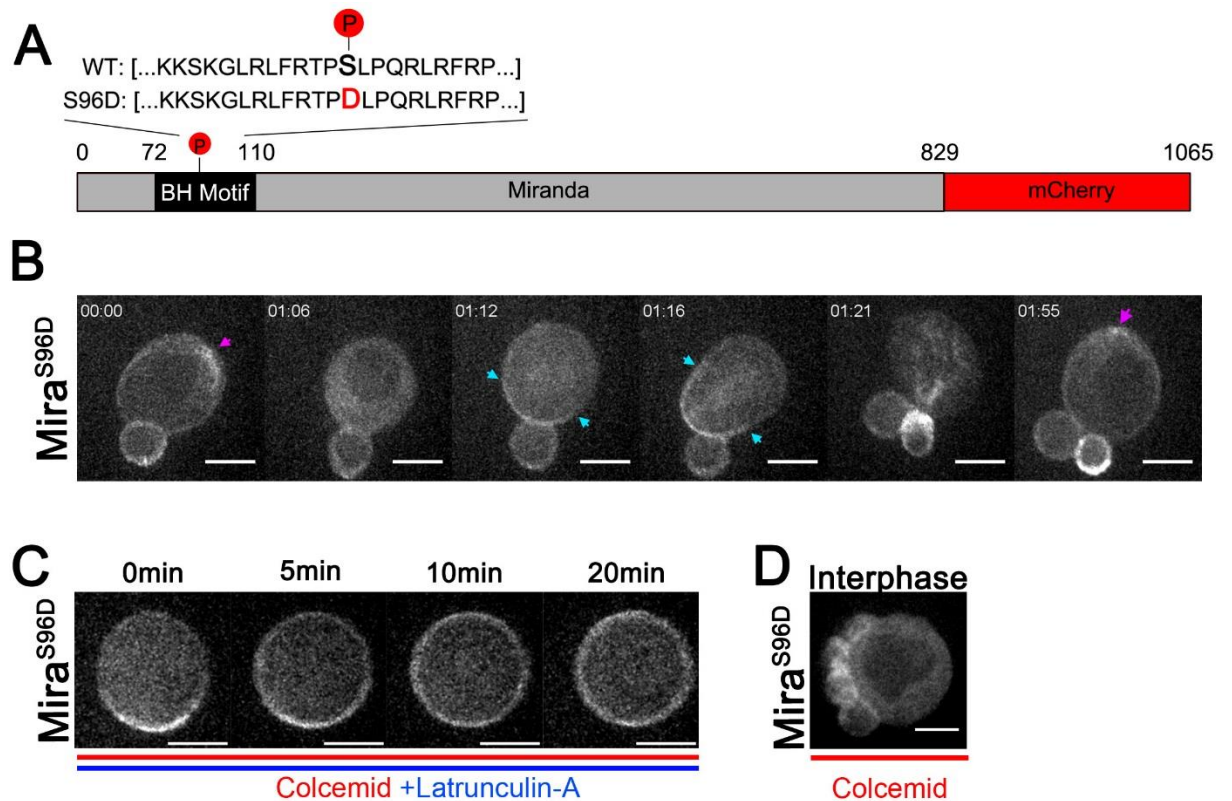 A
P
WT: [...KKSKGLRLFRTPSLPQRLRFRP...]
S96D: [...KKSKGLRLFRTPDLPQRLRFRP...]
P
0 72 110 829 1065
BH Motif Miranda mCherry
B
Mira S96D
00:00 01:06 01:12 01:16 01:21 01:55
C
0min 5min 10min 20min
Mira S96D
Colcemid +Latrunculin-A
D
Interphase
Mira S96D
Colcemid